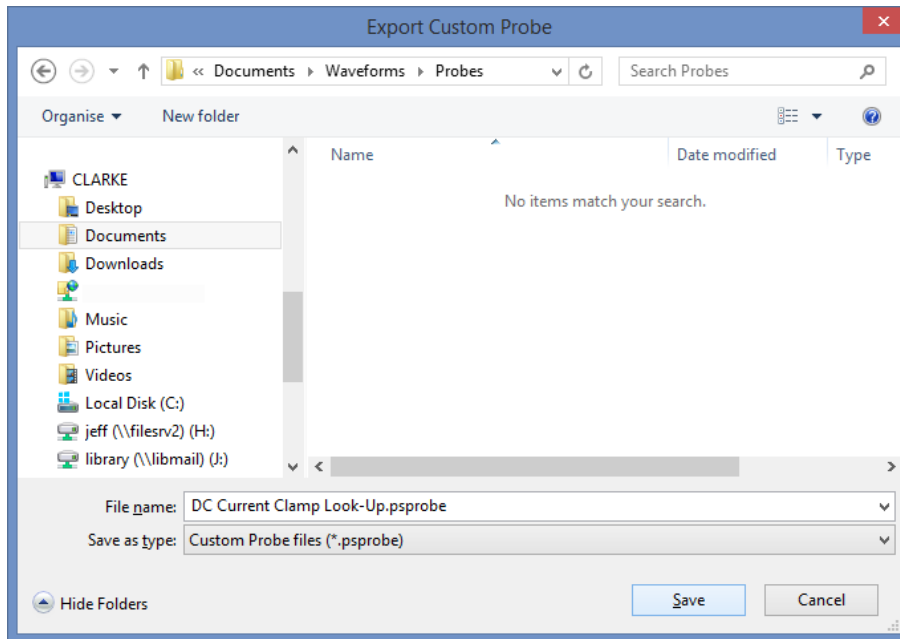 Export Custom Probe
« Documents Waveforms Probes
Search Probes
Organise New folder
Name Date modified Type
No items match your search.
CLARKE
Desktop
Documents
Downloads
Music
Pictures
Videos
Local Disk (C:)
jeff (\\filesrv2) (H:)
library (\\libmail) (J:)
File name: DC Current Clamp Look-Up.psprobe
Save as type: Custom Probe files (*.psprobe)
Hide Folders Save Cancel